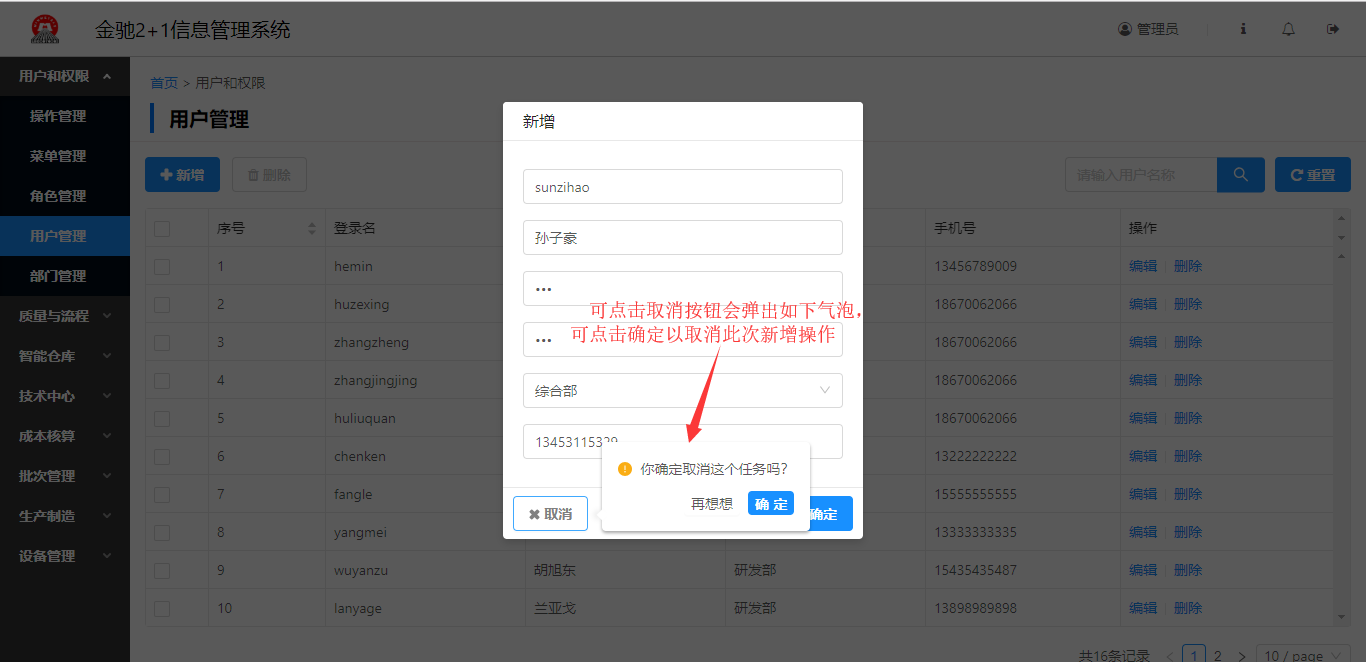 金驰2+1信息管理系统
管理员
用户和权限
操作管理
菜单管理
角色管理
用户管理
部门管理
质量与流程
智能仓库
技术中心
成本核算
批次管理
生产制造
设备管理
首页 > 用户和权限
用户管理
新增 删除
请输入用户名称 重置
序号 登录名 手机号 操作
1 hemin 13456789009 编辑 删除
2 huzexing 18670062066 编辑 删除
3 zhangzheng 18670062066 编辑 删除
4 zhangjingjing 18670062066 编辑 删除
5 huliuquan 18670062066 编辑 删除
6 chenken 13222222222 编辑 删除
7 fangle 15555555555 编辑 删除
8 yangmei 13333333335 编辑 删除
9 wuyanzu 胡旭东 研发部 15435435487 编辑 删除
10 lanyage 兰亚戈 研发部 13898989898 编辑 删除
共16条记录 < 1 2 > 10 / page
新增
sunzihao
孙子豪
•••
可点击取消按钮会弹出如下气泡，
可点击确定以取消此次新增操作
•••
综合部
13453115329
你确定取消这个任务吗？
再想想 确 定
取消 确定